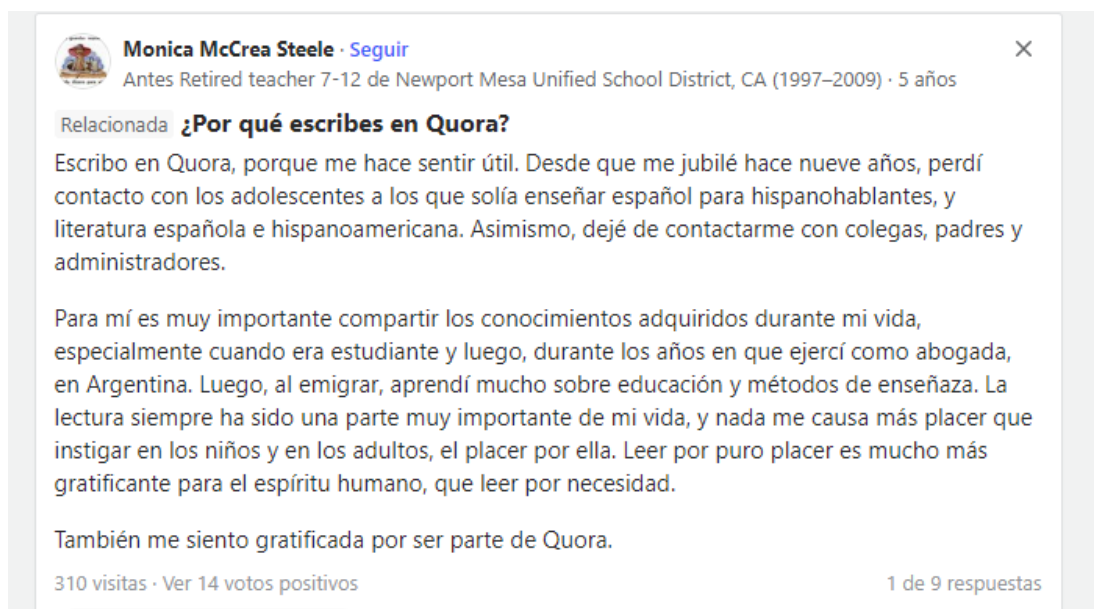 Monica McCrea Steele · Seguir
Antes Retired teacher 7-12 de Newport Mesa Unified School District, CA (1997–2009) · 5 años
Relacionada ¿Por qué escribes en Quora?
Escribo en Quora, porque me hace sentir útil. Desde que me jubilé hace nueve años, perdí
contacto con los adolescentes a los que solía enseñar español para hispanohablantes, y
literatura española e hispanoamericana. Asimismo, dejé de contactarme con colegas, padres y
administradores.
Para mí es muy importante compartir los conocimientos adquiridos durante mi vida,
especialmente cuando era estudiante y luego, durante los años en que ejercí como abogada,
en Argentina. Luego, al emigrar, aprendí mucho sobre educación y métodos de enseñaza. La
lectura siempre ha sido una parte muy importante de mi vida, y nada me causa más placer que
instigar en los niños y en los adultos, el placer por ella. Leer por puro placer es mucho más
gratificante para el espíritu humano, que leer por necesidad.
También me siento gratificada por ser parte de Quora.
310 visitas · Ver 14 votos positivos
1 de 9 respuestas